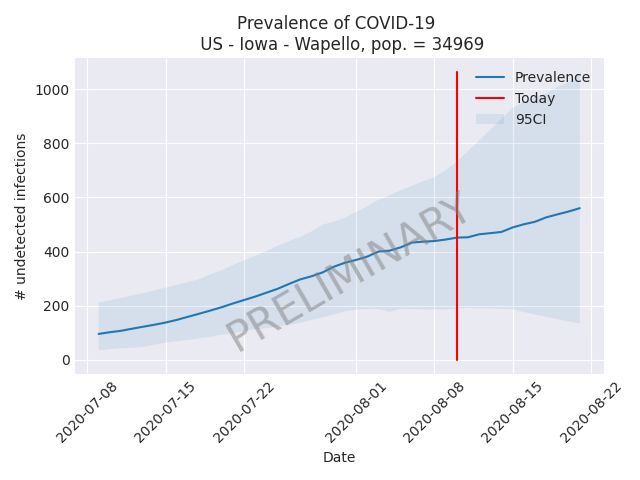 Prevalence of COVID-19
US - Iowa - Wapello, pop. = 34969
Prevalence
Today
95CI
PRELIMINARY
# undetected infections
1000
800
600
400
200
0
2020-07-08
2020-07-15
2020-07-22
2020-08-01
2020-08-08
2020-08-15
2020-08-22
Date